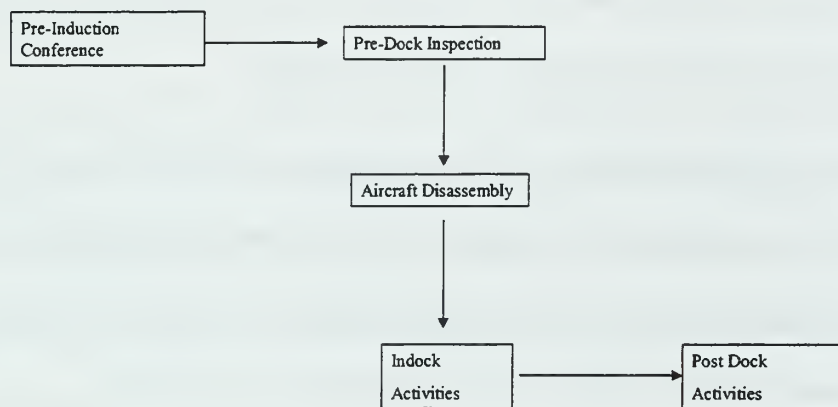 Pre-Induction
Conference
Pre-Dock Inspection
Aircraft Disassembly
Indock
Activities
Post Dock
Activities